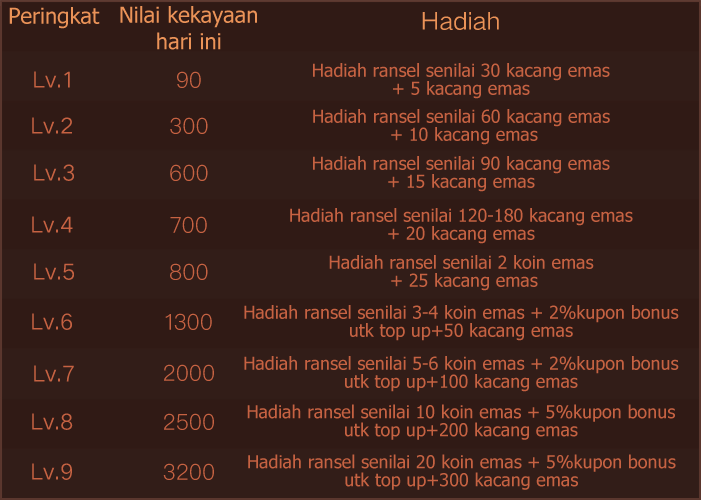 Peringkat Nilai kekayaan hari ini Hadiah
Lv.1 90 Hadiah ransel senilai 30 kacang emas
+ 5 kacang emas
Lv.2 300 Hadiah ransel senilai 60 kacang emas
+ 10 kacang emas
Lv.3 600 Hadiah ransel senilai 90 kacang emas
+ 15 kacang emas
Lv.4 700 Hadiah ransel senilai 120-180 kacang emas
+ 20 kacang emas
Lv.5 800 Hadiah ransel senilai 2 koin emas
+ 25 kacang emas
Lv.6 1300 Hadiah ransel senilai 3-4 koin emas + 2%kupon bonus
utk top up+50 kacang emas
Lv.7 2000 Hadiah ransel senilai 5-6 koin emas + 2%kupon bonus
utk top up+100 kacang emas
Lv.8 2500 Hadiah ransel senilai 10 koin emas + 5%kupon bonus
utk top up+200 kacang emas
Lv.9 3200 Hadiah ransel senilai 20 koin emas + 5%kupon bonus
utk top up+300 kacang emas